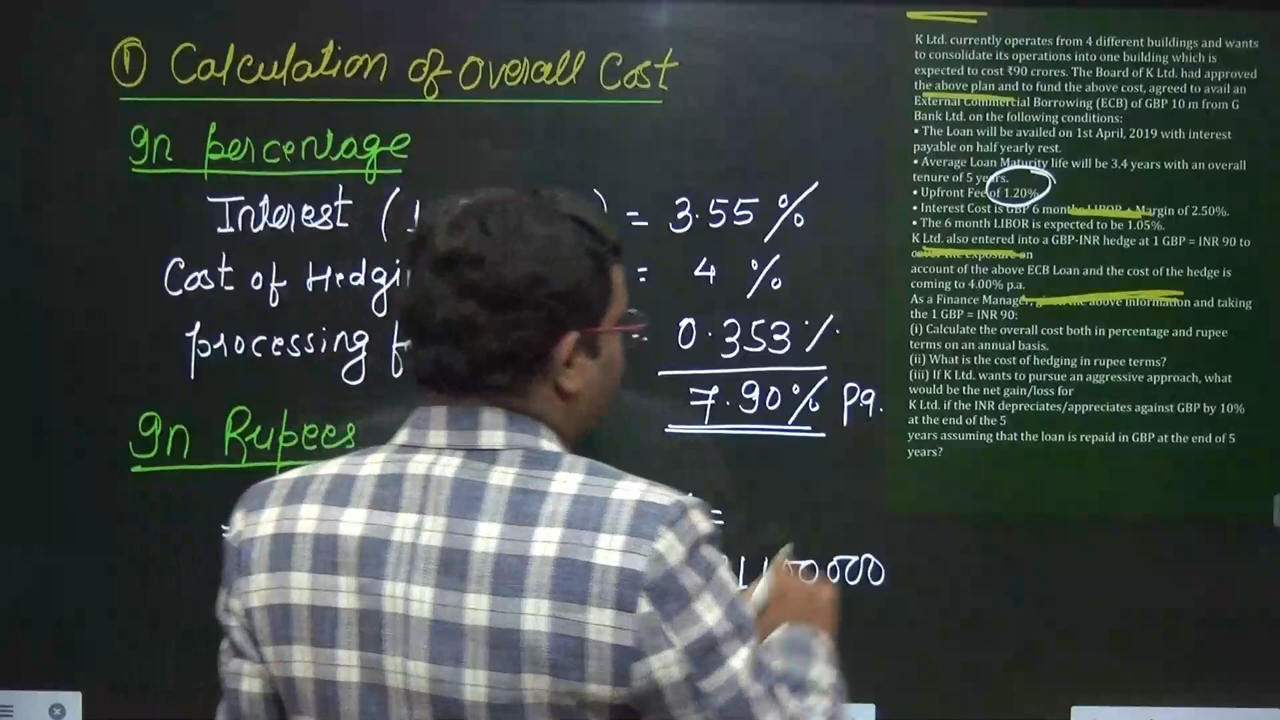 ① Calculation of Overall Cost
In percentage
Interest ( ) = 3.55%
Cost of Hedgin = 4 %
processing f = 0.353%
7.90% pa.
In Rupees
=
1100000
K Ltd. currently operates from 4 different buildings and wants
to consolidate its operations into one building which is
expected to cost ₹90 crores. The Board of K Ltd. had approved
the above plan and to fund the above cost, agreed to avail an
External Commercial Borrowing (ECB) of GBP 10 m from G
Bank Ltd. on the following conditions:
• The Loan will be availed on 1st April, 2019 with interest
payable on half yearly rest.
• Average Loan Maturity life will be 3.4 years with an overall
tenure of 5 years.
• Upfront Fee of 1.20%.
• Interest Cost is GBP 6 months LIBOR + Margin of 2.50%.
• The 6 month LIBOR is expected to be 1.05%.
K Ltd. also entered into a GBP-INR hedge at 1 GBP = INR 90 to
cover the exposure on
account of the above ECB Loan and the cost of the hedge is
coming to 4.00% p.a.
As a Finance Manager, given the above information and taking
the 1 GBP = INR 90:
(i) Calculate the overall cost both in percentage and rupee
terms on an annual basis.
(ii) What is the cost of hedging in rupee terms?
(iii) If K Ltd. wants to pursue an aggressive approach, what
would be the net gain/loss for
K Ltd. if the INR depreciates/appreciates against GBP by 10%
at the end of the 5
years assuming that the loan is repaid in GBP at the end of 5
years?